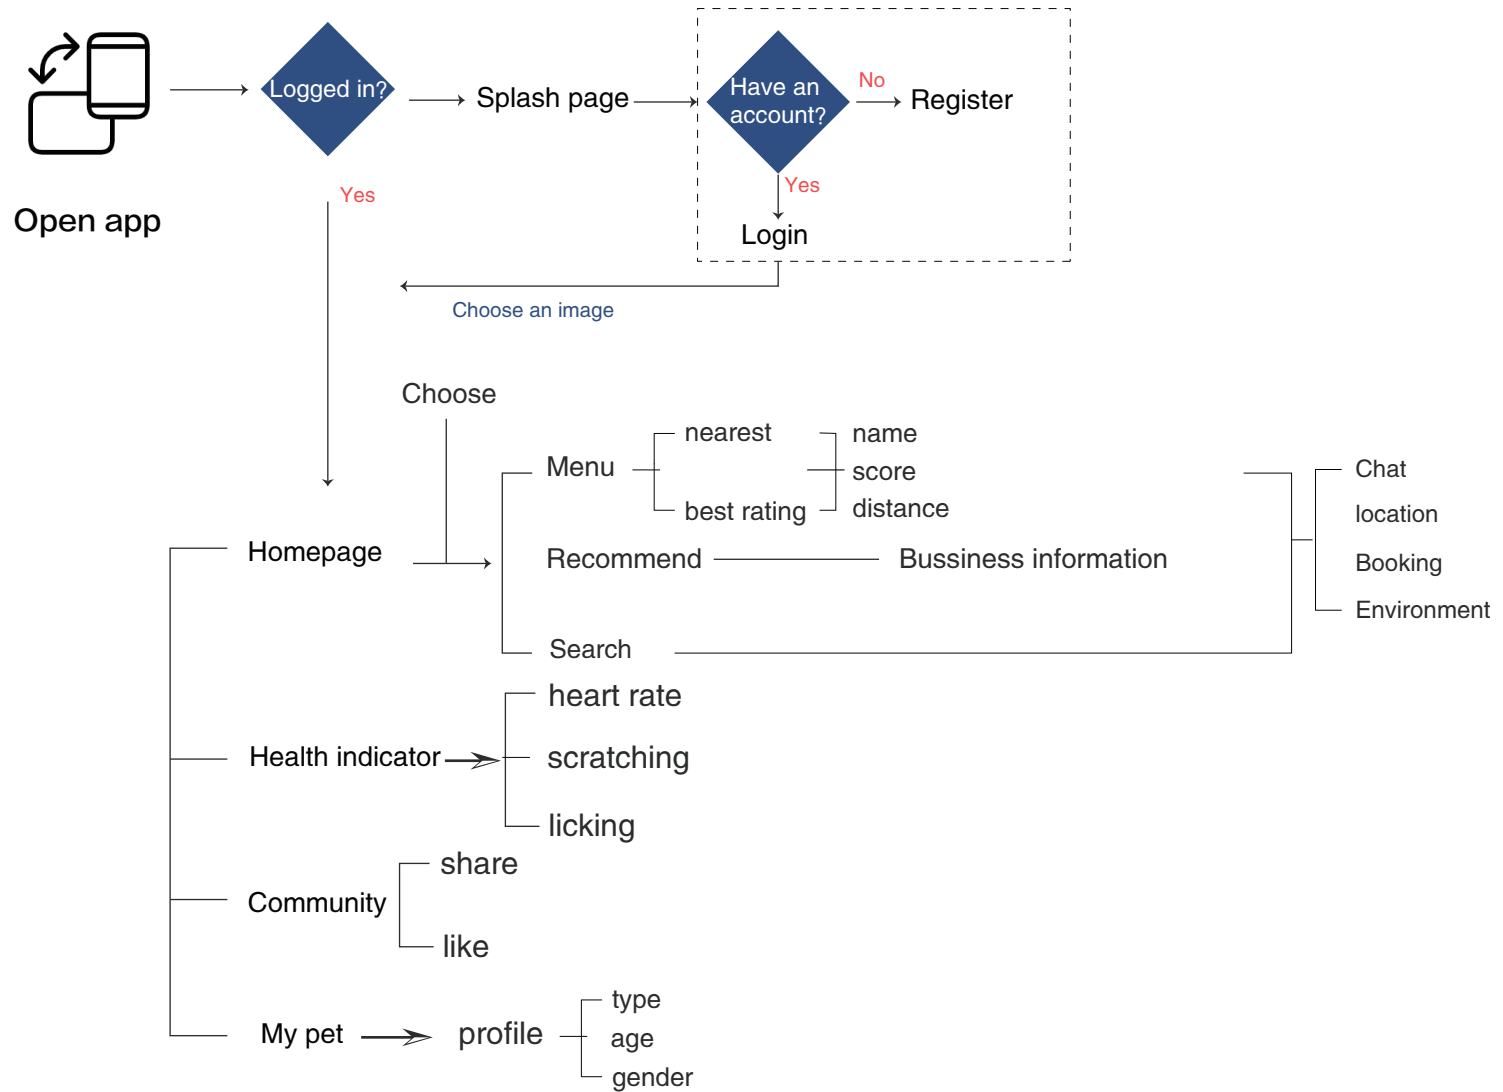 Open app
Logged in?
Yes
Splash page
Have an
account?
No
Register
Yes
Login
Choose an image
Choose
Homepage
Menu
nearest
best rating
name
score
distance
Recommend
Bussiness information
Search
Chat
location
Booking
Environment
Health indicator
heart rate
scratching
licking
Community
share
like
My pet
profile
type
age
gender